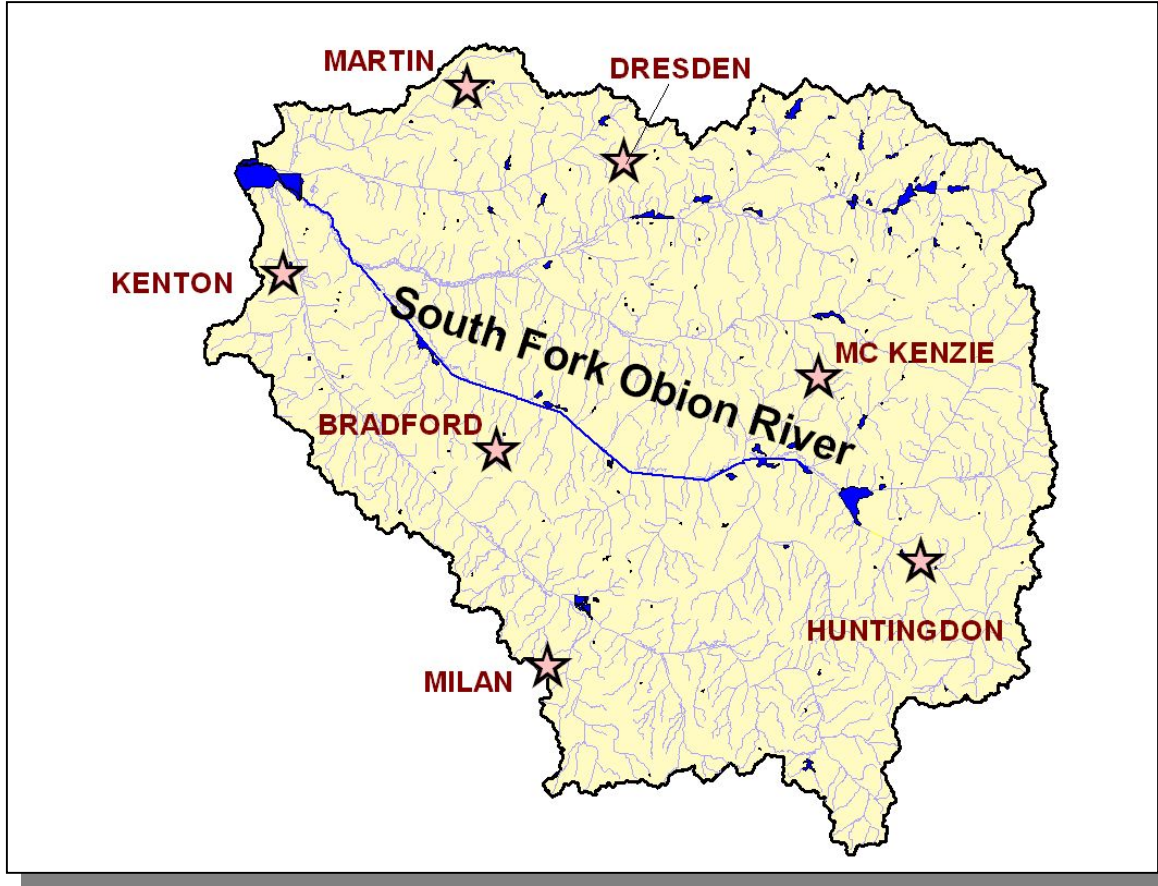 MARTIN
DRESDEN
KENTON
South Fork Obion River
MC KENZIE
BRADFORD
HUNTINGDON
MILAN